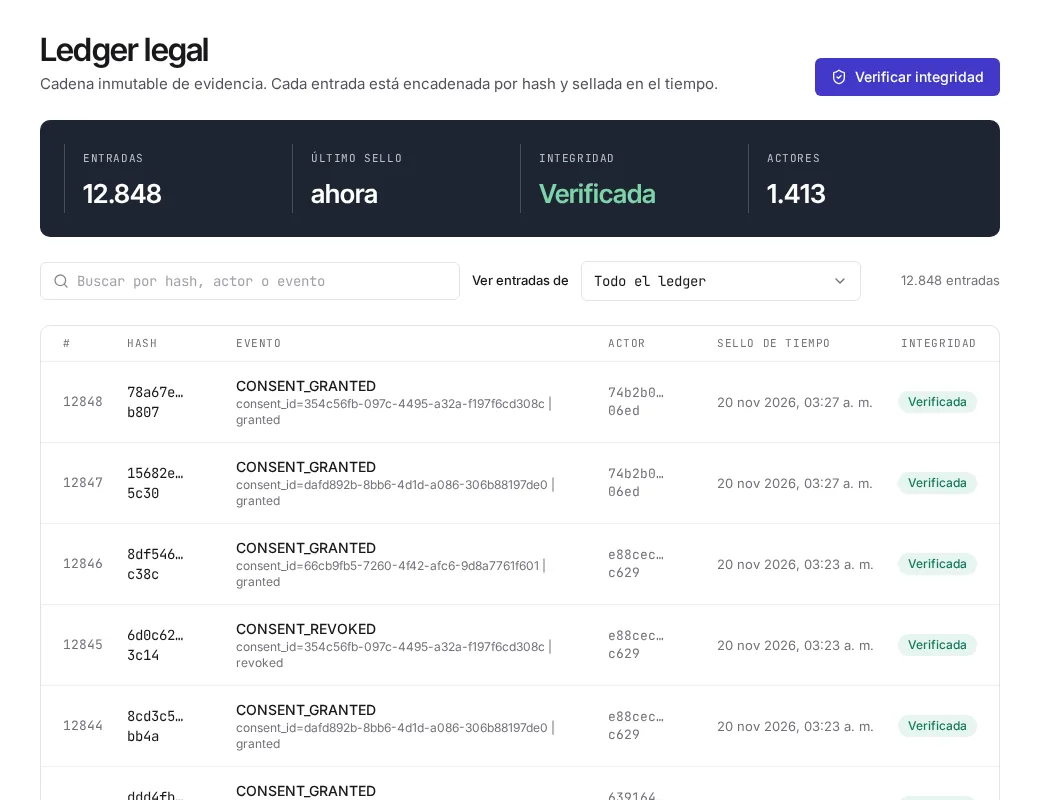 Ledger legal
Cadena inmutable de evidencia. Cada entrada está encadenada por hash y sellada en el tiempo.
Verificar integridad
ENTRADAS
12.848
ÚLTIMO SELLO
ahora
INTEGRIDAD
Verificada
ACTORES
1.413
Buscar por hash, actor o evento
Ver entradas de
Todo el ledger
12.848 entradas
# HASH EVENTO ACTOR SELLO DE TIEMPO INTEGRIDAD
12848
78a67e…
b807
CONSENT_GRANTED
consent_id=354c56fb-097c-4495-a32a-f197f6cd308c |
granted
74b2b0…
06ed
20 nov 2026, 03:27 a. m.
Verificada
12847
15682e…
5c30
CONSENT_GRANTED
consent_id=dafd892b-8bb6-4d1d-a086-306b88197de0 |
granted
74b2b0…
06ed
20 nov 2026, 03:27 a. m.
Verificada
12846
8df546…
c38c
CONSENT_GRANTED
consent_id=66cb9fb5-7260-4f42-afc6-9d8a7761f601 |
granted
e88cec…
c629
20 nov 2026, 03:23 a. m.
Verificada
12845
6d0c62…
3c14
CONSENT_REVOKED
consent_id=354c56fb-097c-4495-a32a-f197f6cd308c |
revoked
e88cec…
c629
20 nov 2026, 03:23 a. m.
Verificada
12844
8cd3c5…
bb4a
CONSENT_GRANTED
consent_id=dafd892b-8bb6-4d1d-a086-306b88197de0 |
granted
e88cec…
c629
20 nov 2026, 03:23 a. m.
Verificada
ddd4fb…
CONSENT_GRANTED
639164…